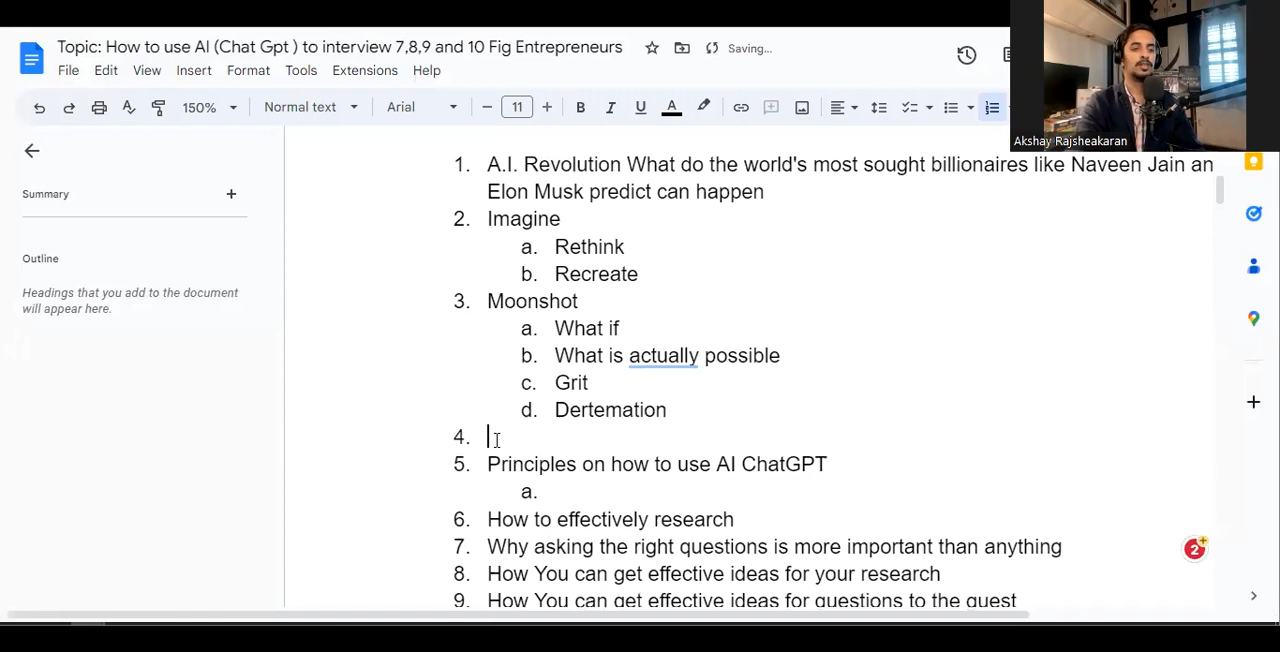 Topic: How to use AI (Chat Gpt ) to interview 7,8,9 and 10 Fig Entrepreneurs
Saving...
File Edit View Insert Format Tools Extensions Help
150% Normal text Arial − 11 + B I U A
Akshay Rajsheakaran
Summary +
Outline
Headings that you add to the document
will appear here.
1. A.I. Revolution What do the world's most sought billionaires like Naveen Jain an
Elon Musk predict can happen
2. Imagine
a. Rethink
b. Recreate
3. Moonshot
a. What if
b. What is actually possible
c. Grit
d. Dertemation
4.
5. Principles on how to use AI ChatGPT
a.
6. How to effectively research
7. Why asking the right questions is more important than anything
8. How You can get effective ideas for your research
9. How You can get effective ideas for questions to the guest
2